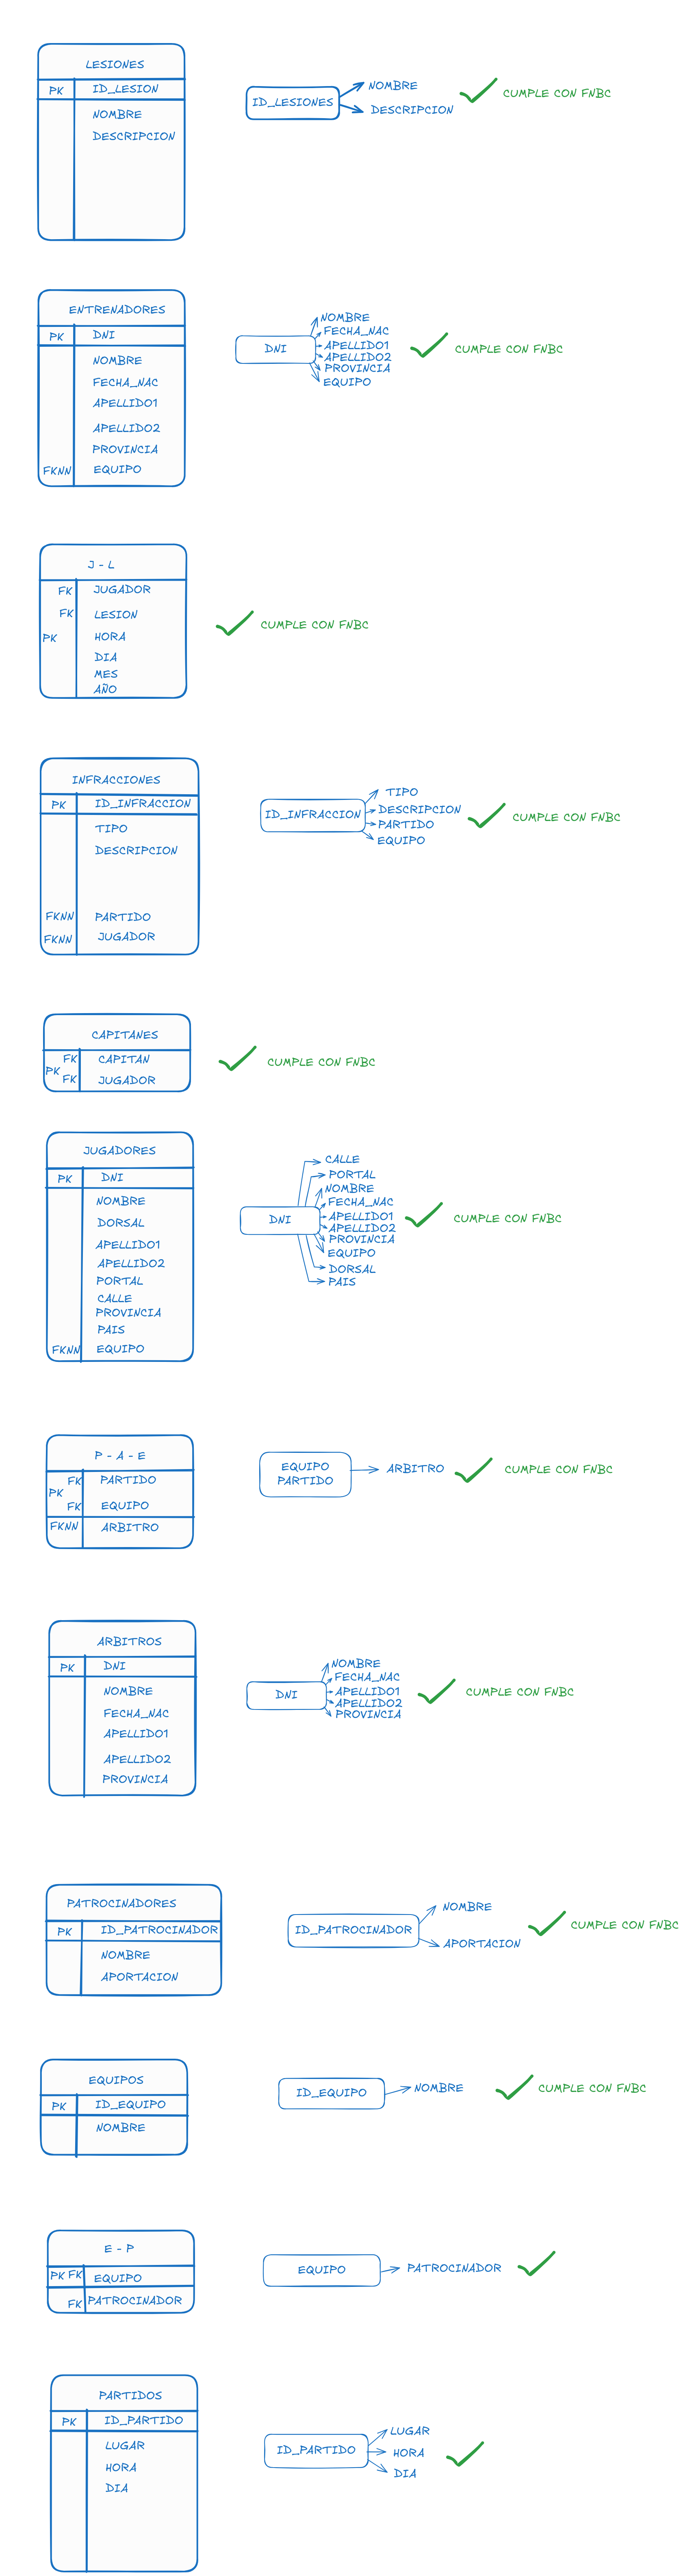 LESIONES
PK ID_LESION
NOMBRE
DESCRIPCION
ID_LESIONES
NOMBRE
DESCRIPCION
CUMPLE CON FNBC
ENTRENADORES
PK DNI
NOMBRE
FECHA_NAC
APELLIDO1
APELLIDO2
PROVINCIA
FKNN EQUIPO
DNI
NOMBRE
FECHA_NAC
APELLIDO1
APELLIDO2
PROVINCIA
EQUIPO
CUMPLE CON FNBC
J - L
FK JUGADOR
FK LESION
PK HORA
DIA
MES
AÑO
CUMPLE CON FNBC
INFRACCIONES
PK ID_INFRACCION
TIPO
DESCRIPCION
FKNN PARTIDO
FKNN JUGADOR
ID_INFRACCION
TIPO
DESCRIPCION
PARTIDO
EQUIPO
CUMPLE CON FNBC
CAPITANES
FK CAPITAN
PK
FK JUGADOR
CUMPLE CON FNBC
JUGADORES
PK DNI
NOMBRE
DORSAL
APELLIDO1
APELLIDO2
PORTAL
CALLE
PROVINCIA
PAIS
FKNN EQUIPO
DNI
CALLE
PORTAL
NOMBRE
FECHA_NAC
APELLIDO1
APELLIDO2
PROVINCIA
EQUIPO
DORSAL
PAIS
CUMPLE CON FNBC
P - A - E
FK PARTIDO
PK
FK EQUIPO
FKNN ARBITRO
EQUIPO
PARTIDO
ARBITRO
CUMPLE CON FNBC
ARBITROS
PK DNI
NOMBRE
FECHA_NAC
APELLIDO1
APELLIDO2
PROVINCIA
DNI
NOMBRE
FECHA_NAC
APELLIDO1
APELLIDO2
PROVINCIA
CUMPLE CON FNBC
PATROCINADORES
PK ID_PATROCINADOR
NOMBRE
APORTACION
ID_PATROCINADOR
NOMBRE
APORTACION
CUMPLE CON FNBC
EQUIPOS
PK ID_EQUIPO
NOMBRE
ID_EQUIPO
NOMBRE
CUMPLE CON FNBC
E - P
PK FK EQUIPO
FK PATROCINADOR
EQUIPO
PATROCINADOR
PARTIDOS
PK ID_PARTIDO
LUGAR
HORA
DIA
ID_PARTIDO
LUGAR
HORA
DIA